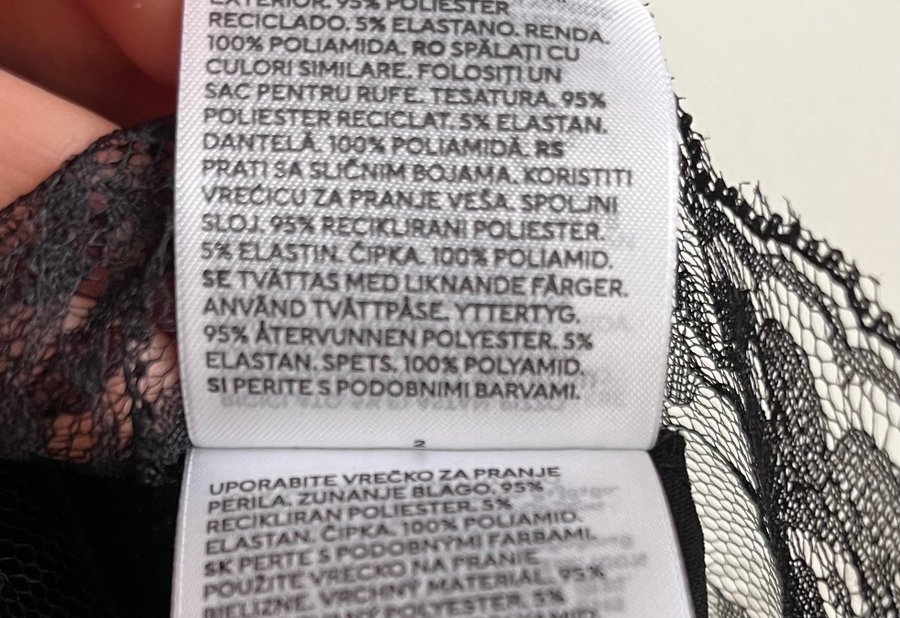 EXTERIOR. 95% POLIÉSTER
RECICLADO. 5% ELASTANO. RENDA.
100% POLIAMIDA. RO SPĂLAȚI CU
CULORI SIMILARE. FOLOSIȚI UN
SAC PENTRU RUFE. TESATURA. 95%
POLIESTER RECICLAT. 5% ELASTAN.
DANTELĂ. 100% POLIAMIDĂ. RS
PRATI SA SLIČNIM BOJAMA. KORISTITI
VREĆICU ZA PRANJE VEŠA. SPOLJNI
SLOJ. 95% RECIKLIRANI POLIESTER.
5% ELASTIN. ČIPKA. 100% POLIAMID.
SE TVÄTTAS MED LIKNANDE FÄRGER.
ANVÄND TVÄTTPÅSE. YTTERTYG.
95% ÅTERVUNNEN POLYESTER. 5%
ELASTAN. SPETS. 100% POLYAMID.
SI PERITE S PODOBNIMI BARVAMI.
2
UPORABITE VREČKO ZA PRANJE
PERILA. ZUNANJE BLAGO. 95%
RECIKLIRAN POLIESTER. 5%
ELASTAN. ČIPKA. 100% POLIAMID.
SK PERTE S PODOBNÝMI FARBAMI.
POUŽITE VRECKO NA PRANIE
BIELIZNE. VRCHNÝ MATERIÁL. 95%
POLYESTER. 5%